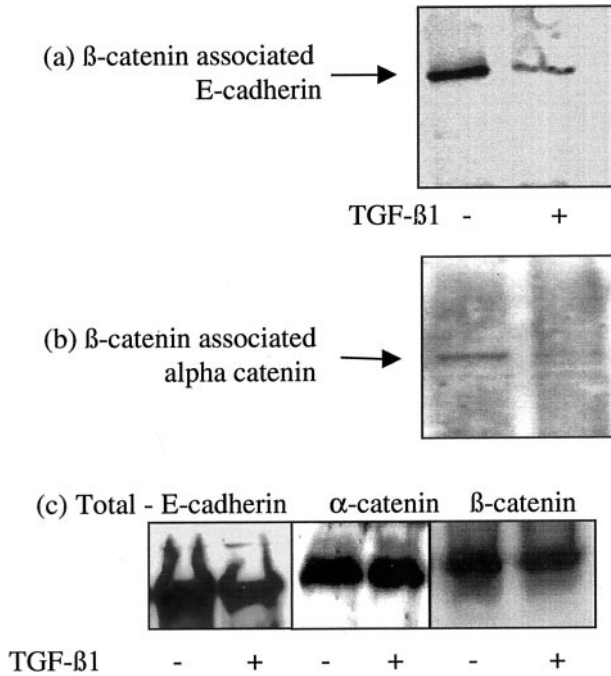 (a) ß-catenin associated
E-cadherin
TGF-ß1 - +
(b) ß-catenin associated
alpha catenin
(c) Total - E-cadherin α-catenin ß-catenin
TGF-ß1 - + - + - +